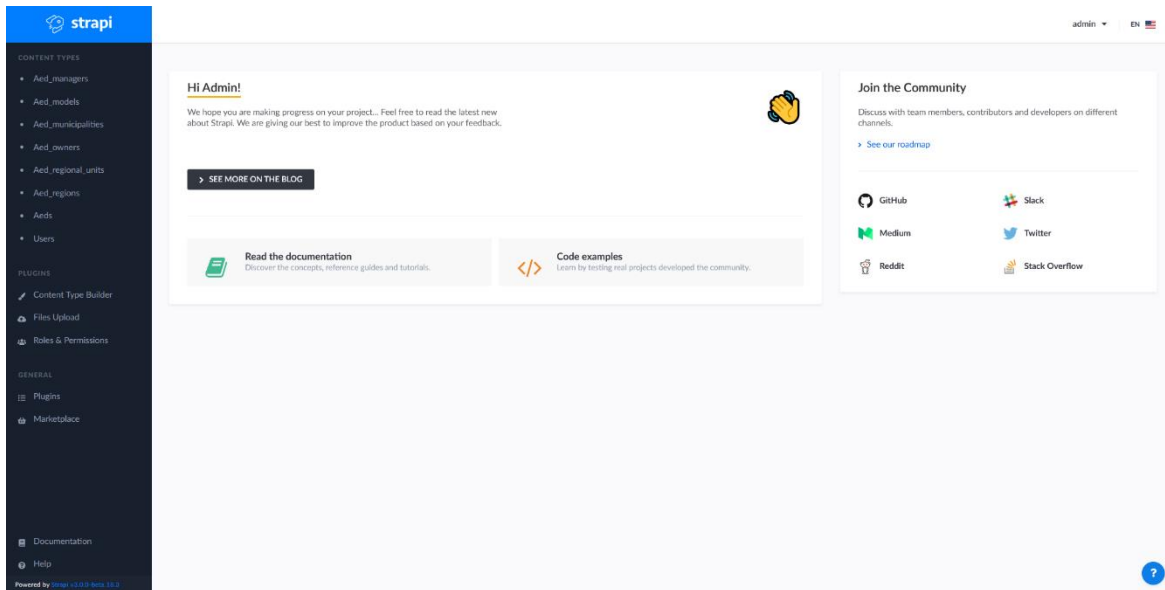 strapi
admin
EN
CONTENT TYPES
Aed_managers
Aed_models
Aed_municipalities
Aed_owners
Aed_regional_units
Aed_regions
Aeds
Users
PLUGINS
Content Type Builder
Files Upload
Roles & Permissions
GENERAL
Plugins
Marketplace
Documentation
Help
Powered by Strapi
Hi Admin!
We hope you are making progress on your project... Feel free to read the latest new
about Strapi. We are giving our best to improve the product based on your feedback.
SEE MORE ON THE BLOG
Read the documentation
Discover the concepts, reference guides and tutorials.
Code examples
Learn by testing real projects developed the community.
Join the Community
Discuss with team members, contributors and developers on different
channels.
See our roadmap
GitHub
Slack
Medium
Twitter
Reddit
Stack Overflow
?